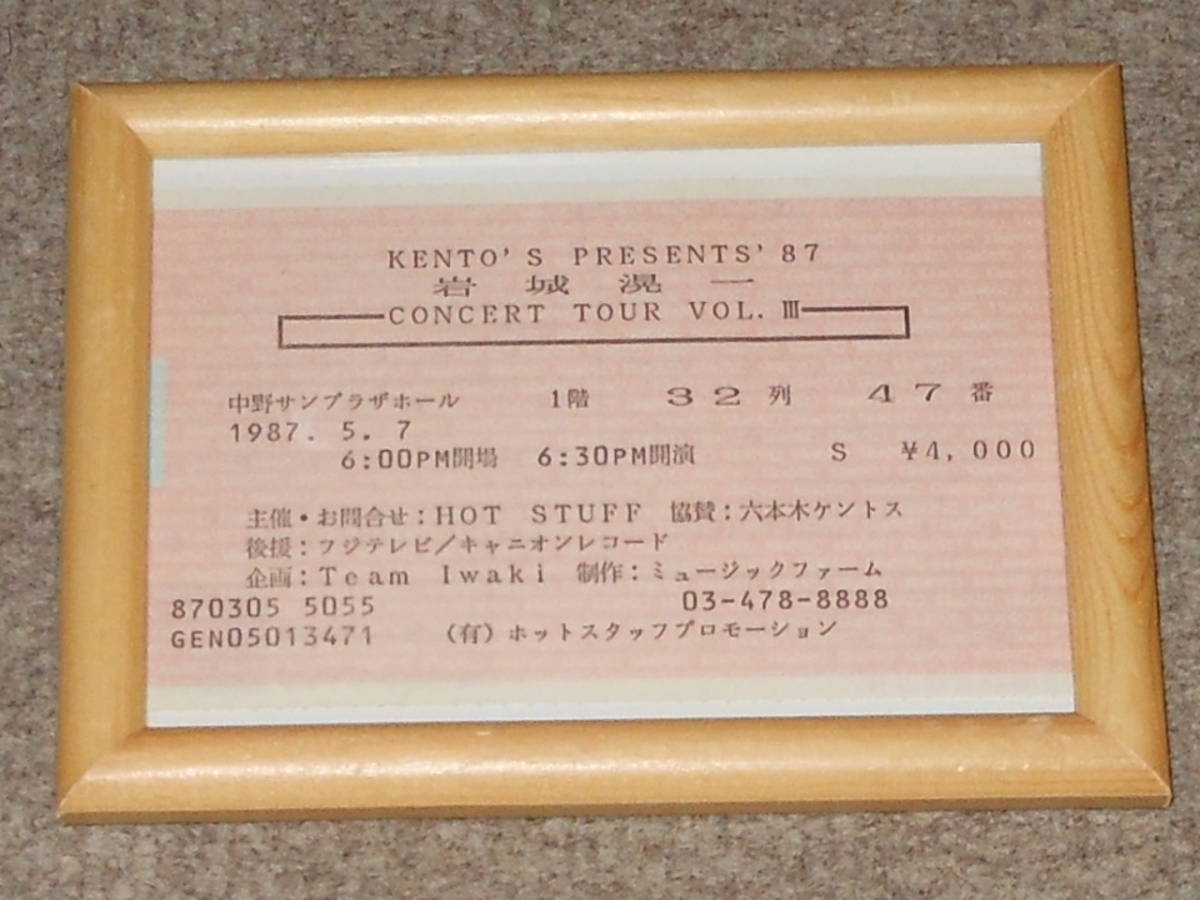 KENTO'S PRESENTS'87
岩城滉一
CONCERT TOUR VOL.Ⅲ
中野サンプラザホール 1階 32列 47番
1987. 5. 7
6:00PM開場 6:30PM開演 S ¥4,000
主催・お問合せ:HOT STUFF 協賛:六本木ケントス
後援:フジテレビ/キャニオンレコード
企画:Team Iwaki 制作:ミュージックファーム
870305 5055 03-478-8888
GEN05013471 (有)ホットスタッフプロモーション